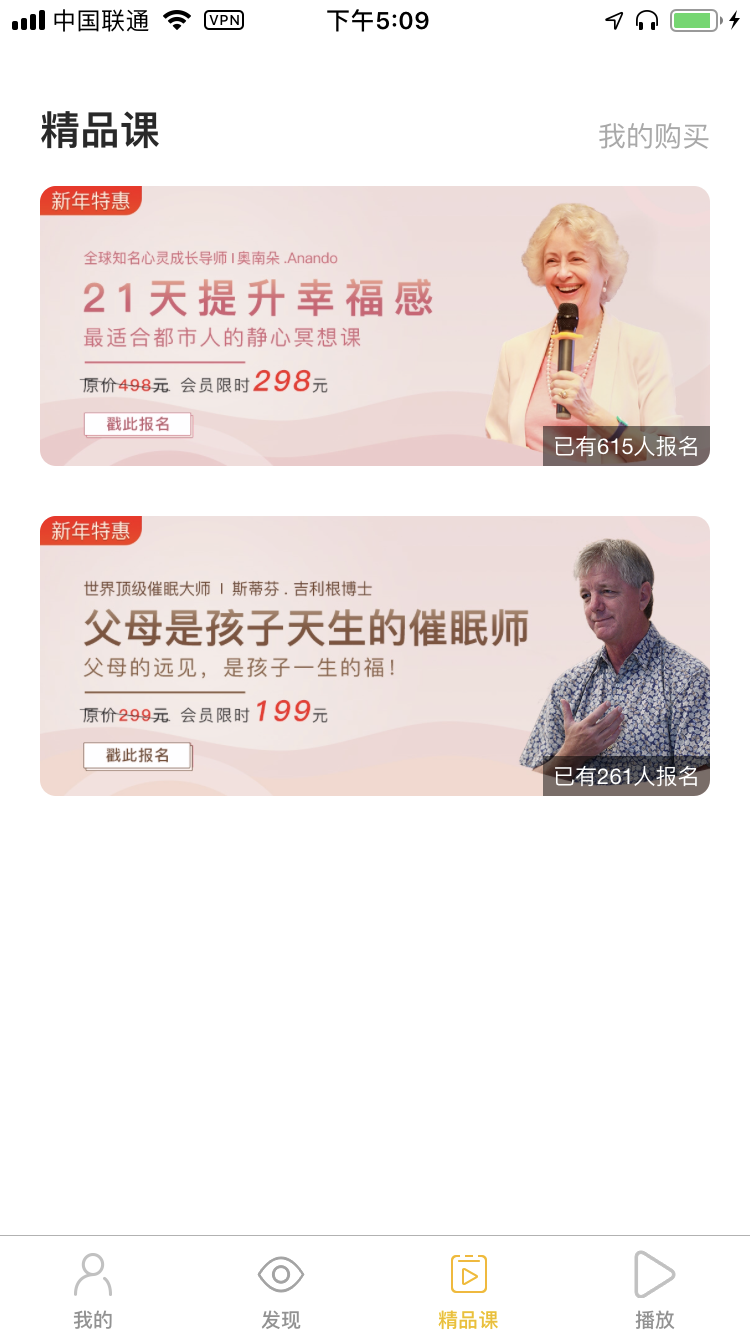 中国联通 VPN 下午5:09
精品课
我的购买
新年特惠
全球知名心灵成长导师 I 奥南朵 .Anando
21天提升幸福感
最适合都市人的静心冥想课
原价498元 会员限时298元
戳此报名
已有615人报名
新年特惠
世界顶级催眠大师 I 斯蒂芬 . 吉利根博士
父母是孩子天生的催眠师
父母的远见，是孩子一生的福！
原价299元 会员限时199元
戳此报名
已有261人报名
我的 发现 精品课 播放